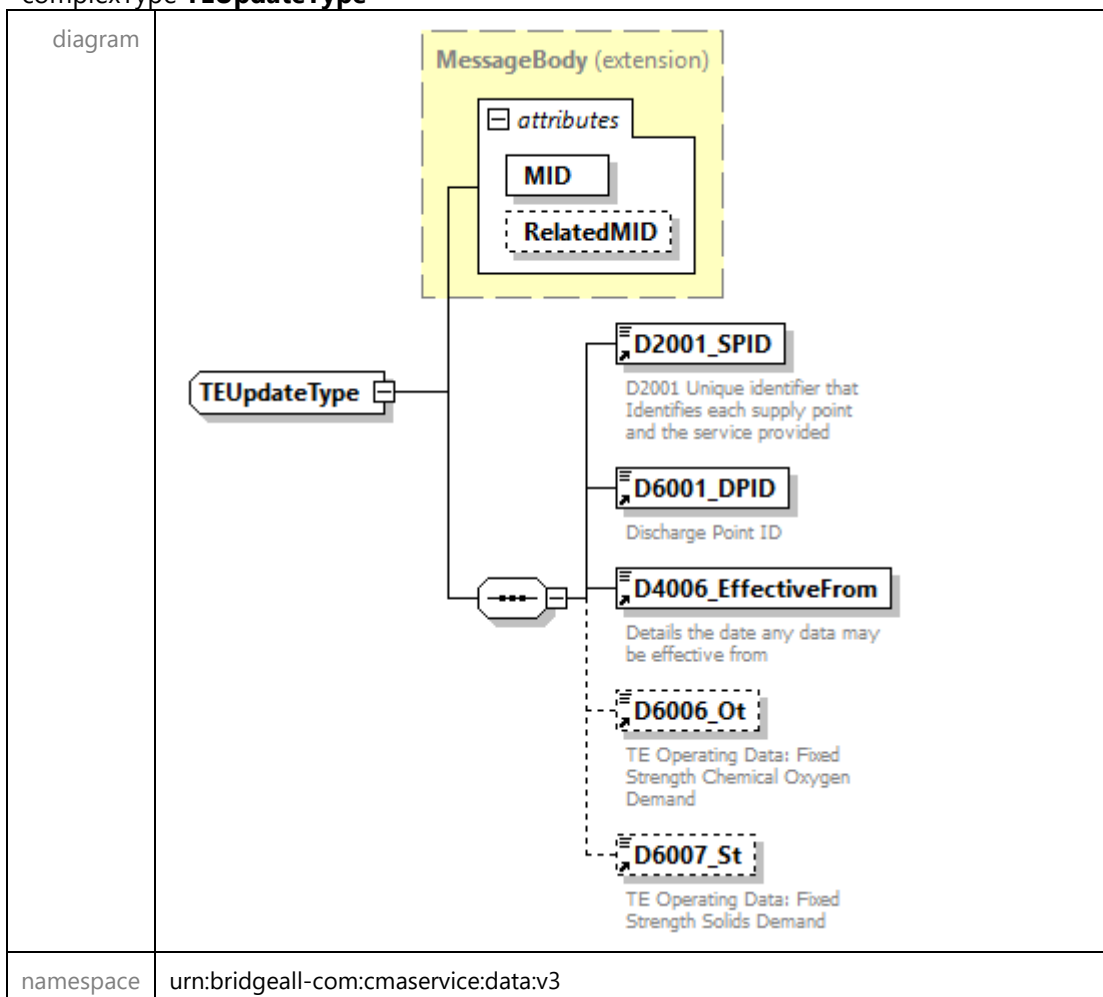 complexType TEUpdateType
diagram
MessageBody (extension)
attributes
MID
RelatedMID
TEUpdateType
D2001_SPID
D2001 Unique identifier that
Identifies each supply point
and the service provided
D6001_DPID
Discharge Point ID
D4006_EffectiveFrom
Details the date any data may
be effective from
D6006_Ot
TE Operating Data: Fixed
Strength Chemical Oxygen
Demand
D6007_St
TE Operating Data: Fixed
Strength Solids Demand
namespace
urn:bridgeall-com:cmaservice:data:v3